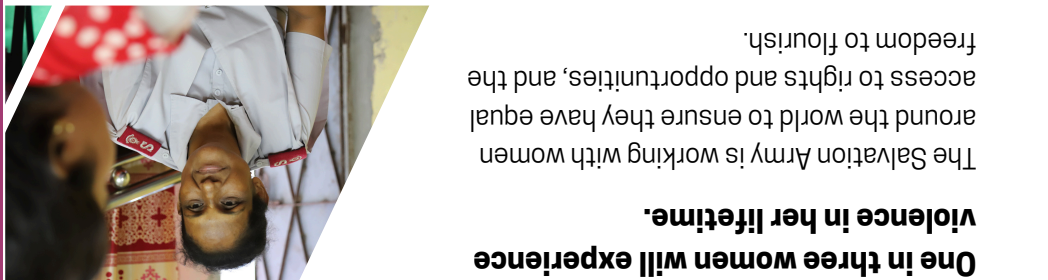 One in three women will experience
violence in her lifetime.
The Salvation Army is working with women
around the world to ensure they have equal
access to rights and opportunities, and the
freedom to flourish.